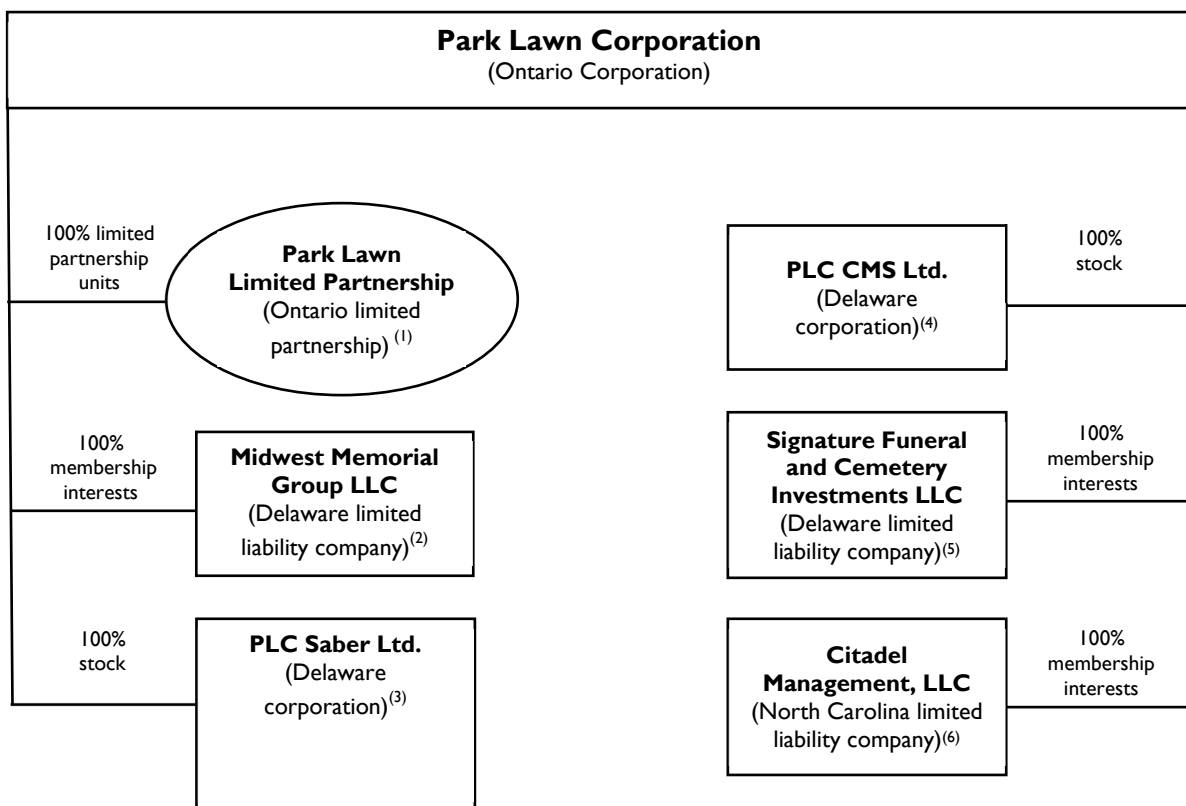 Park Lawn Corporation
(Ontario Corporation)
100% limited
partnership
units
Park Lawn
Limited Partnership
(Ontario limited
partnership) (1)
100%
membership
interests
Midwest Memorial
Group LLC
(Delaware limited
liability company)(2)
100%
stock
PLC Saber Ltd.
(Delaware
corporation)(3)
PLC CMS Ltd.
(Delaware
corporation)(4)
100%
stock
Signature Funeral
and Cemetery
Investments LLC
(Delaware limited
liability company)(5)
100%
membership
interests
Citadel
Management, LLC
(North Carolina limited
liability company)(6)
100%
membership
interests